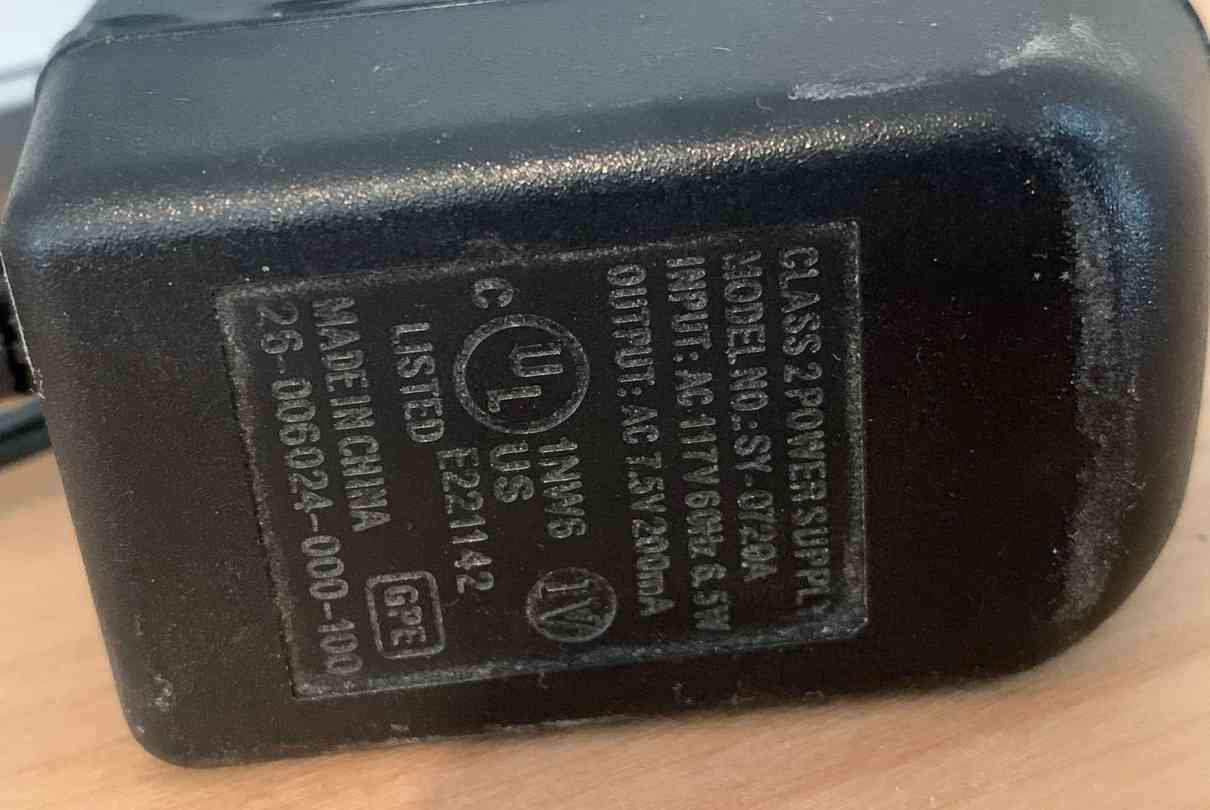 CLASS 2 POWER SUPPLY
MODEL NO.: SY-0720A
INPUT: AC 117V 60Hz 6.5W
OUTPUT: AC 7.5V 200mA
UL 1NW6
C US
LISTED E221142
MADE IN CHINA GPE
26-006024-000-100